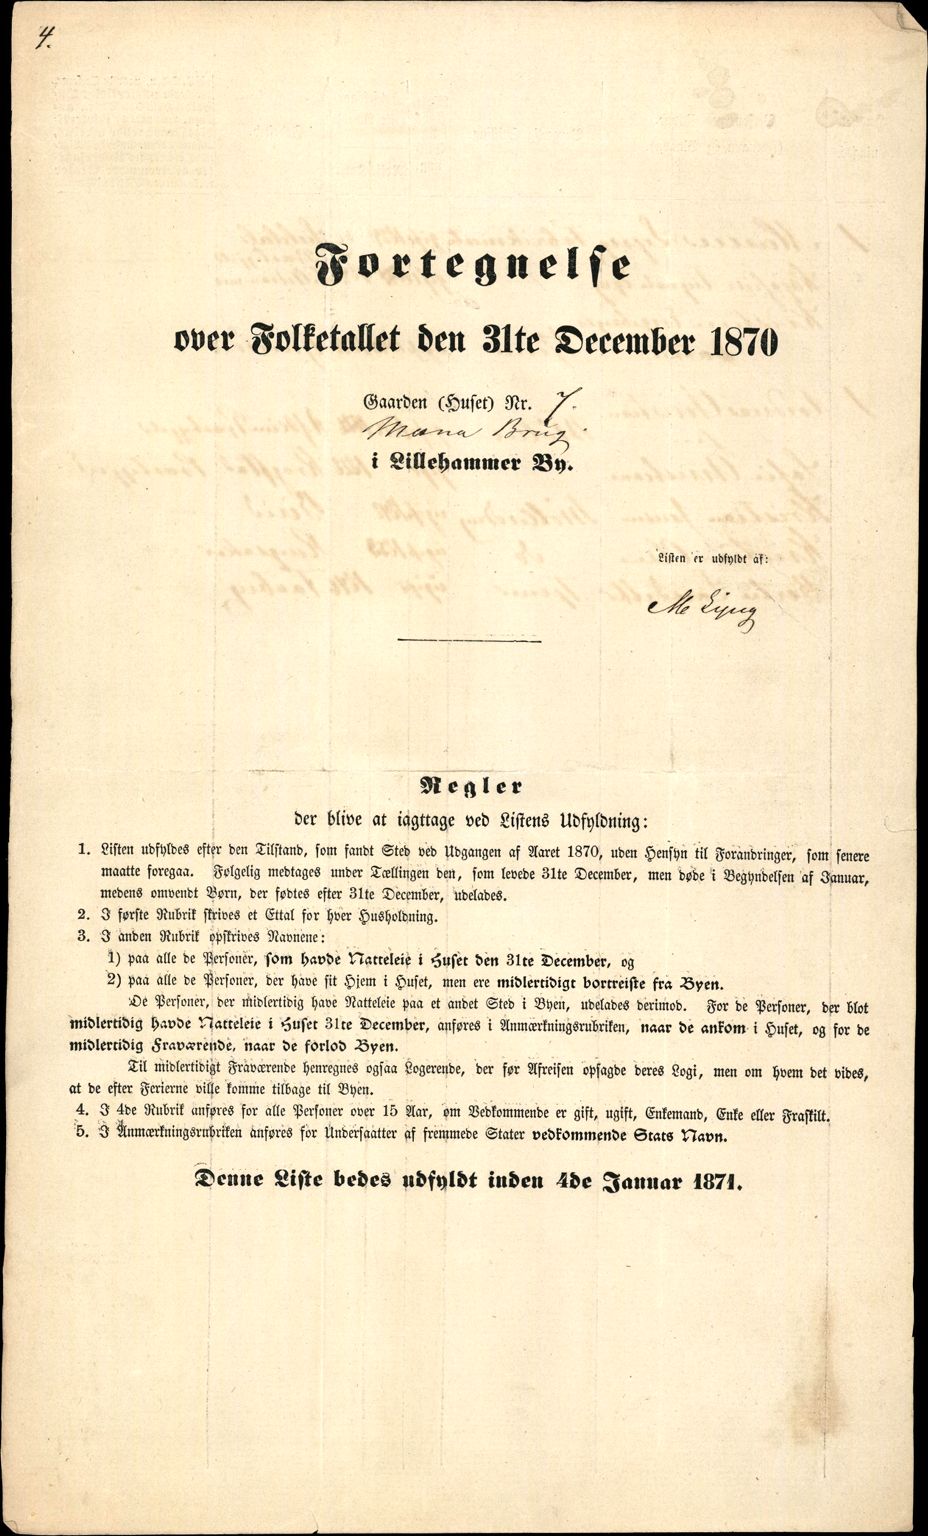 4.
Fortegnelse
over Folketallet den 31te December 1870
Gaarden (Huset) Nr. 7.
Mæna Brug.
i Lillehammer By.
Listen er udfyldt af:
M Lyng
Regler
der blive at iagttage ved Listens Udfyldning:
1. Listen udfyldes efter den Tilstand, som fandt Sted ved Udgangen af Aaret 1870, uden Hensyn til Forandringer, som senere
maatte foregaa. Følgelig medtages under Tællingen den, som levede 31te December, men døde i Begyndelsen af Januar,
medens omvendt Børn, der fødtes efter 31te December, udelades.
2. I første Rubrik skrives et Ettal for hver Husholdning.
3. I anden Rubrik opskrives Navnene:
1) paa alle de Personer, som havde Natteleie i Huset den 31te December, og
2) paa alle de Personer, der have sit Hjem i Huset, men ere midlertidigt bortreiste fra Byen.
De Personer, der midlertidig have Natteleie paa et andet Sted i Byen, udelades derimod. For de Personer, der blot
midlertidig havde Natteleie i Huset 31te December, anføres i Anmærkningsrubriken, naar de ankom i Huset, og for de
midlertidig Fraværende, naar de forlod Byen.
Til midlertidigt Fraværende henregnes ogsaa Logerende, der før Afreisen opsagde deres Logi, men om hvem det vides,
at de efter Ferierne ville komme tilbage til Byen.
4. I 4de Rubrik anføres for alle Personer over 15 Aar, om Vedkommende er gift, ugift, Enkemand, Enke eller Fraskilt.
5. I Anmærkningsrubriken anføres for Undersaatter af fremmede Stater vedkommende Stats Navn.
Denne Liste bedes udfyldt inden 4de Januar 1871.